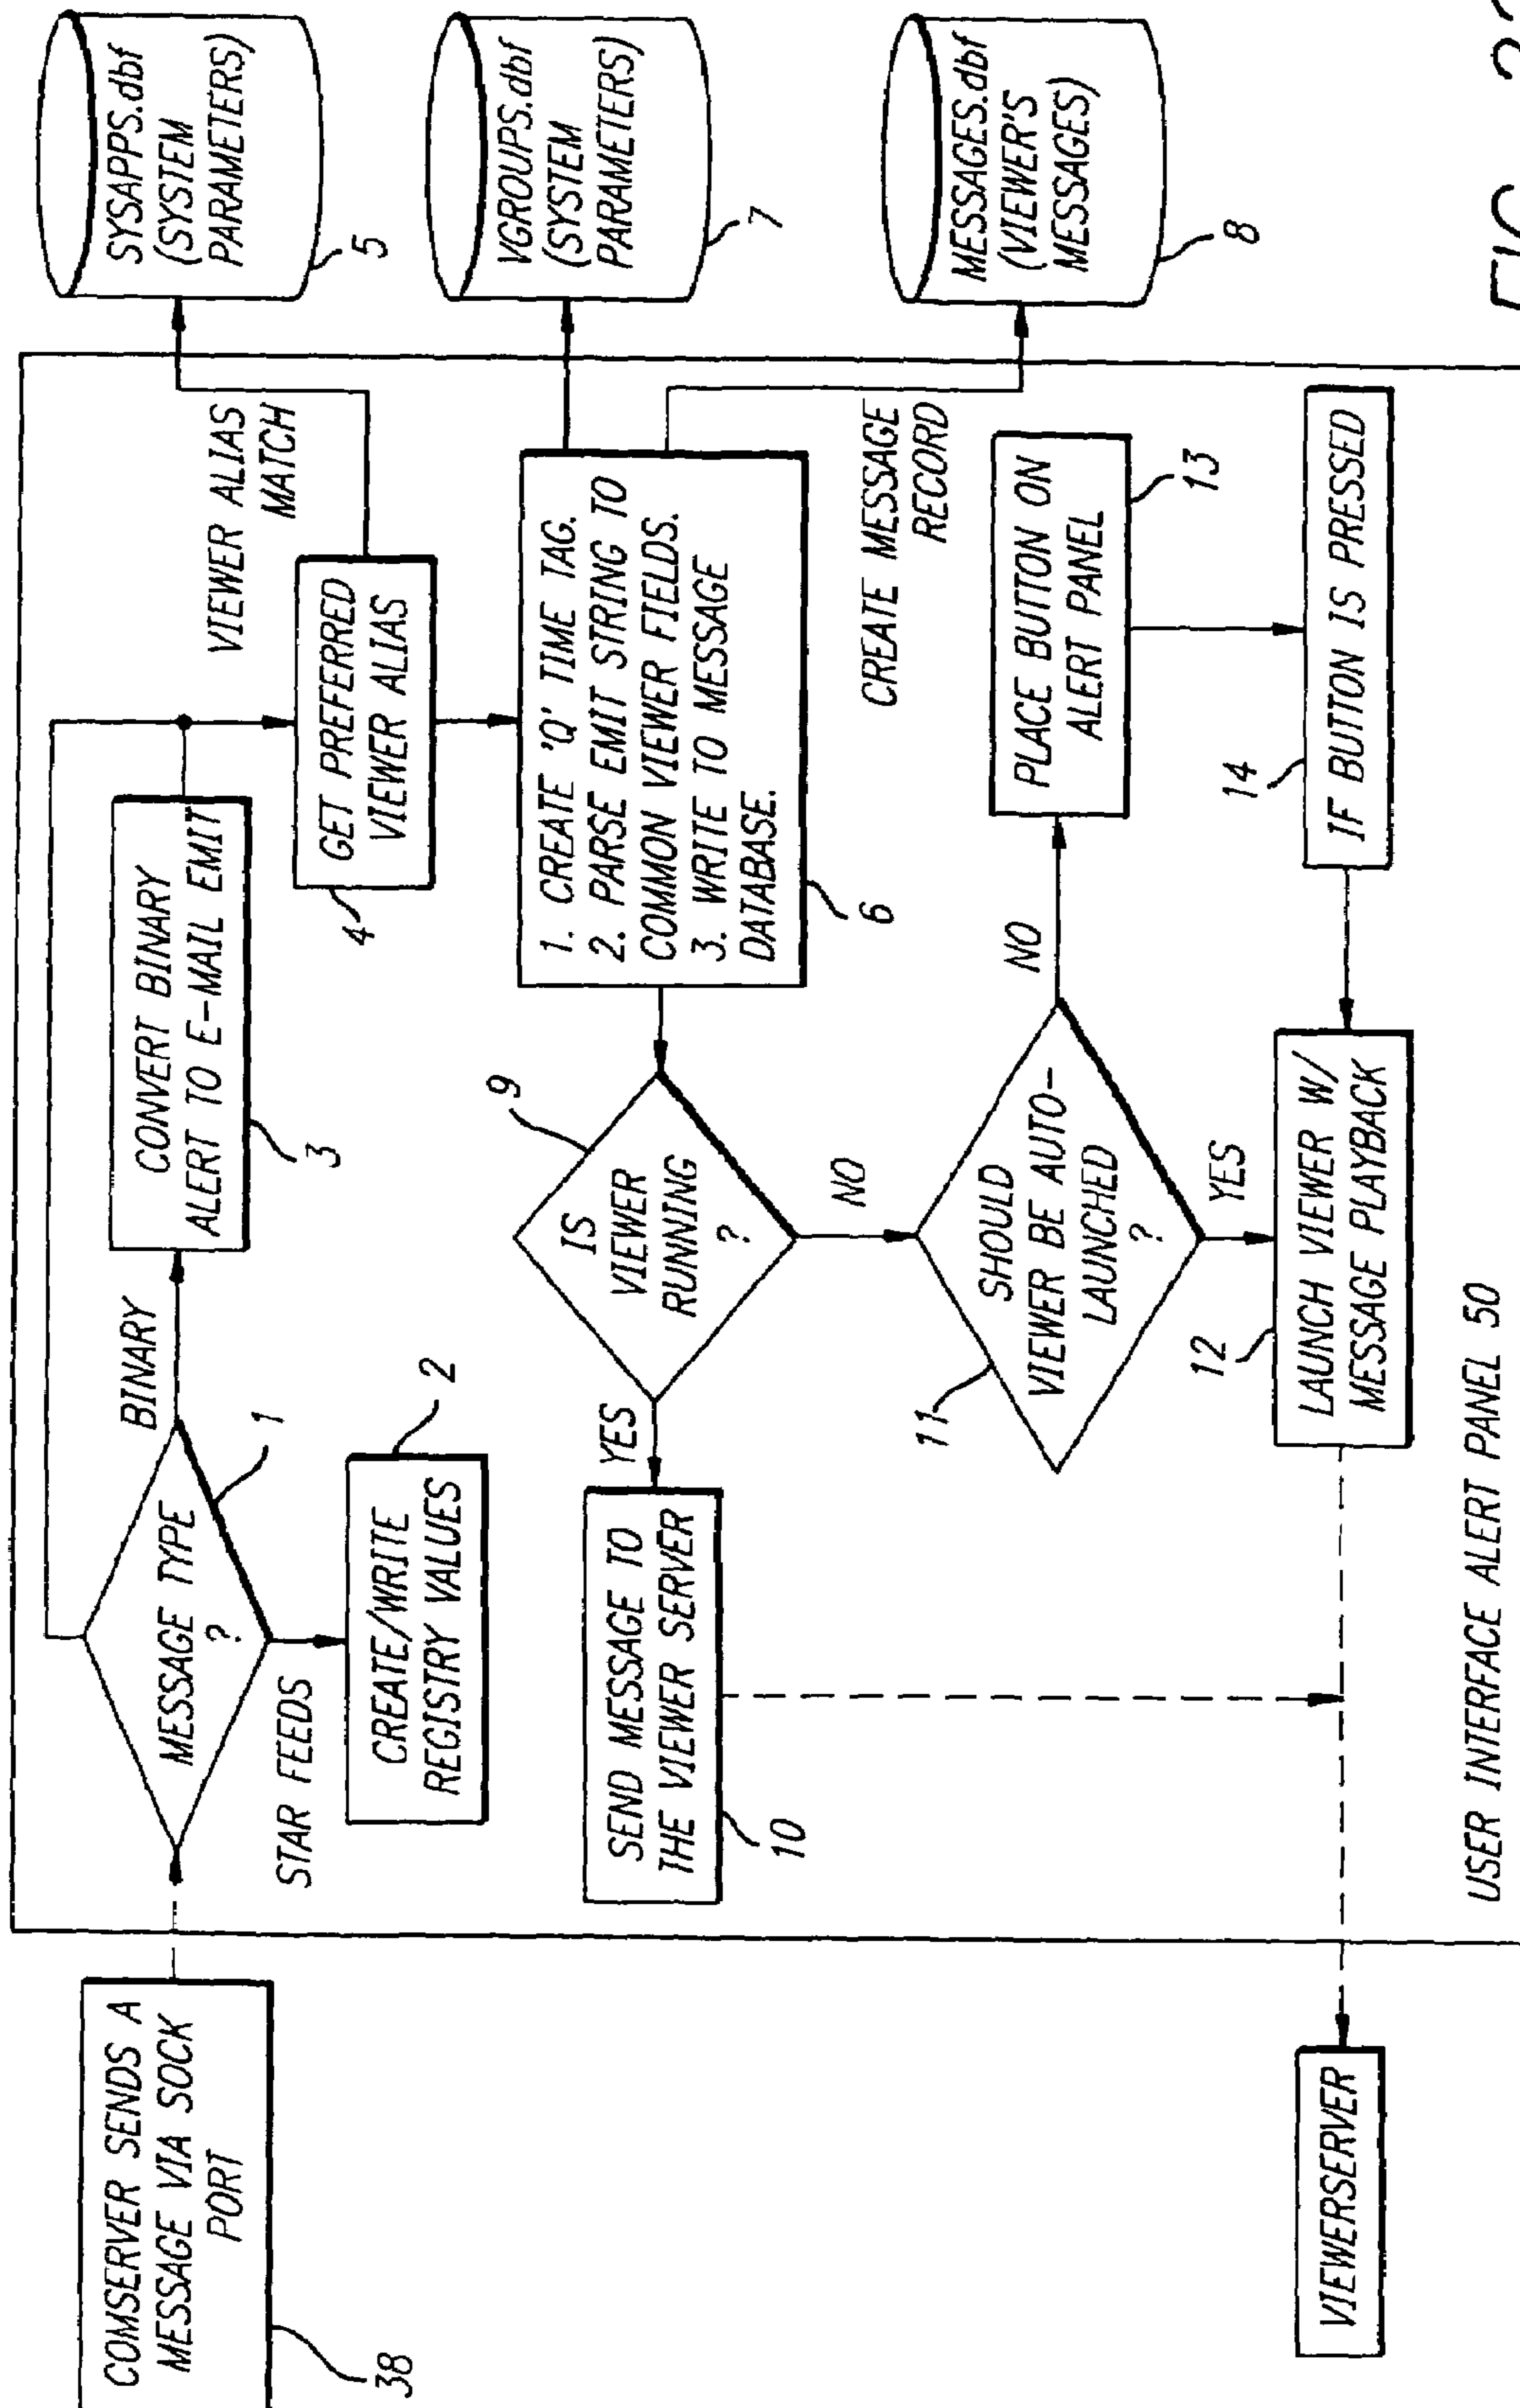 COMSERVER SENDS A
MESSAGE VIA SOCK
PORT
38
MESSAGE TYPE
?
1
BINARY
STAR FEEDS
CREATE/WRITE
REGISTRY VALUES
2
CONVERT BINARY
ALERT TO E-MAIL EMIT
3
GET PREFERRED
VIEWER ALIAS
4
VIEWER ALIAS
MATCH
SYSAPPS.dbf
(SYSTEM
PARAMETERS)
5
1. CREATE 'Q' TIME TAG.
2. PARSE EMIT STRING TO
COMMON VIEWER FIELDS.
3. WRITE TO MESSAGE
DATABASE.
6
VGROUPS.dbf
(SYSTEM
PARAMETERS)
7
CREATE MESSAGE
RECORD
MESSAGES.dbf
(VIEWER'S
MESSAGES)
8
IS
VIEWER
RUNNING
?
9
YES
NO
SEND MESSAGE TO
THE VIEWER SERVER
10
SHOULD
VIEWER BE AUTO-
LAUNCHED
?
11
NO
YES
PLACE BUTTON ON
ALERT PANEL
13
IF BUTTON IS PRESSED
14
LAUNCH VIEWER W/
MESSAGE PLAYBACK
12
VIEWERSERVER
USER INTERFACE ALERT PANEL 50